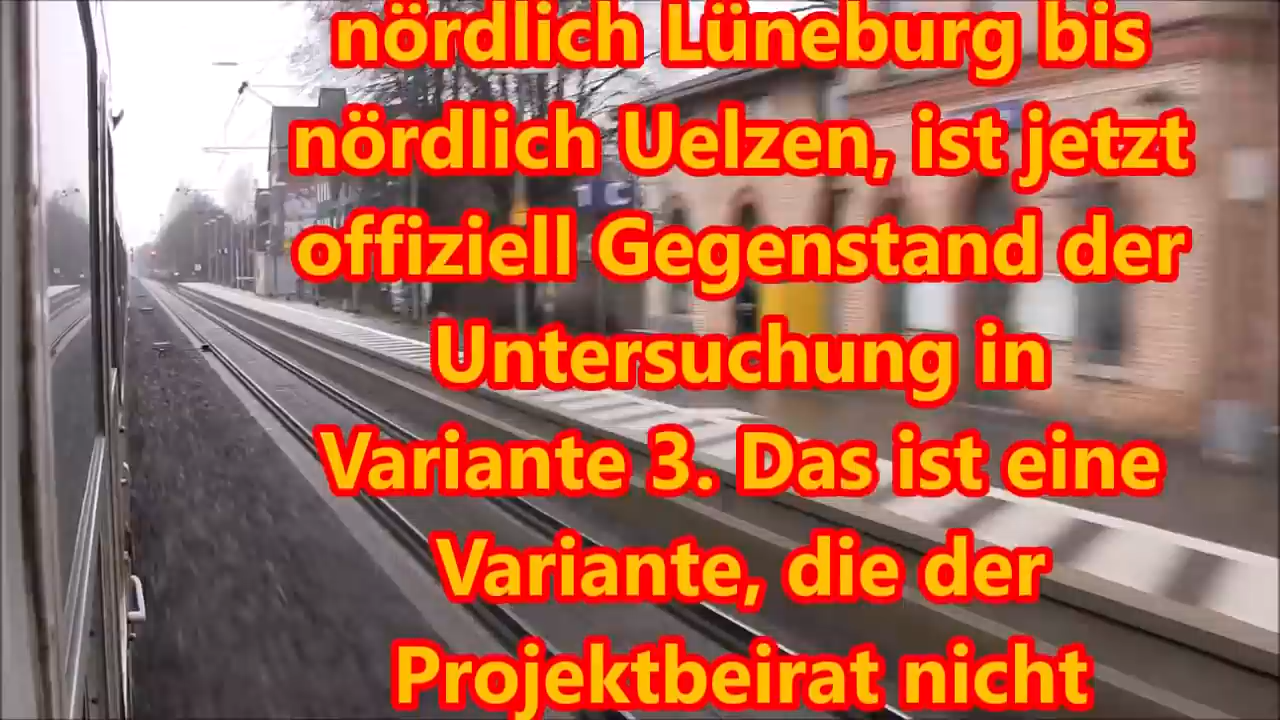 nördlich Lüneburg bis
nördlich Uelzen, ist jetzt
1 C
offiziell Gegenstand der
Untersuchung in
Variante 3. Das ist eine
Variante, die der
Projektbeirat nicht